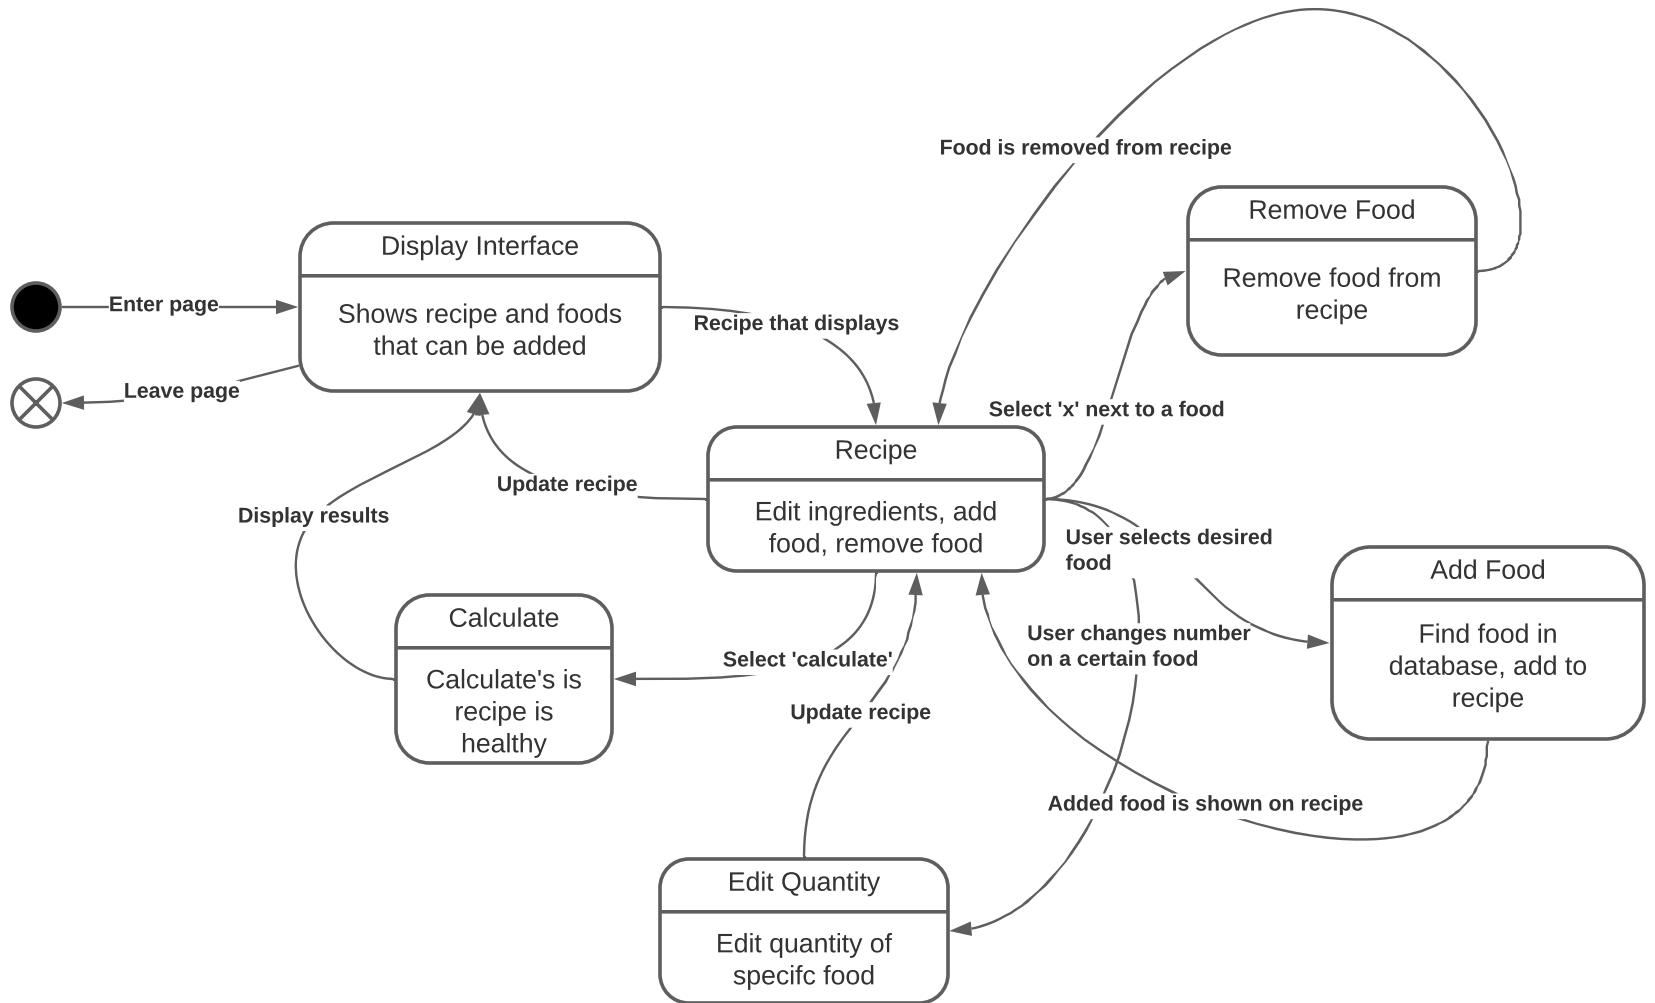 Food is removed from recipe
Remove Food
Remove food from
recipe
Display Interface
Shows recipe and foods
that can be added
Enter page
Leave page
Recipe that displays
Select 'x' next to a food
Recipe
Edit ingredients, add
food, remove food
Update recipe
Display results
User selects desired
food
Add Food
Find food in
database, add to
recipe
Calculate
Calculate's is
recipe is
healthy
Select 'calculate'
User changes number
on a certain food
Update recipe
Added food is shown on recipe
Edit Quantity
Edit quantity of
specifc food